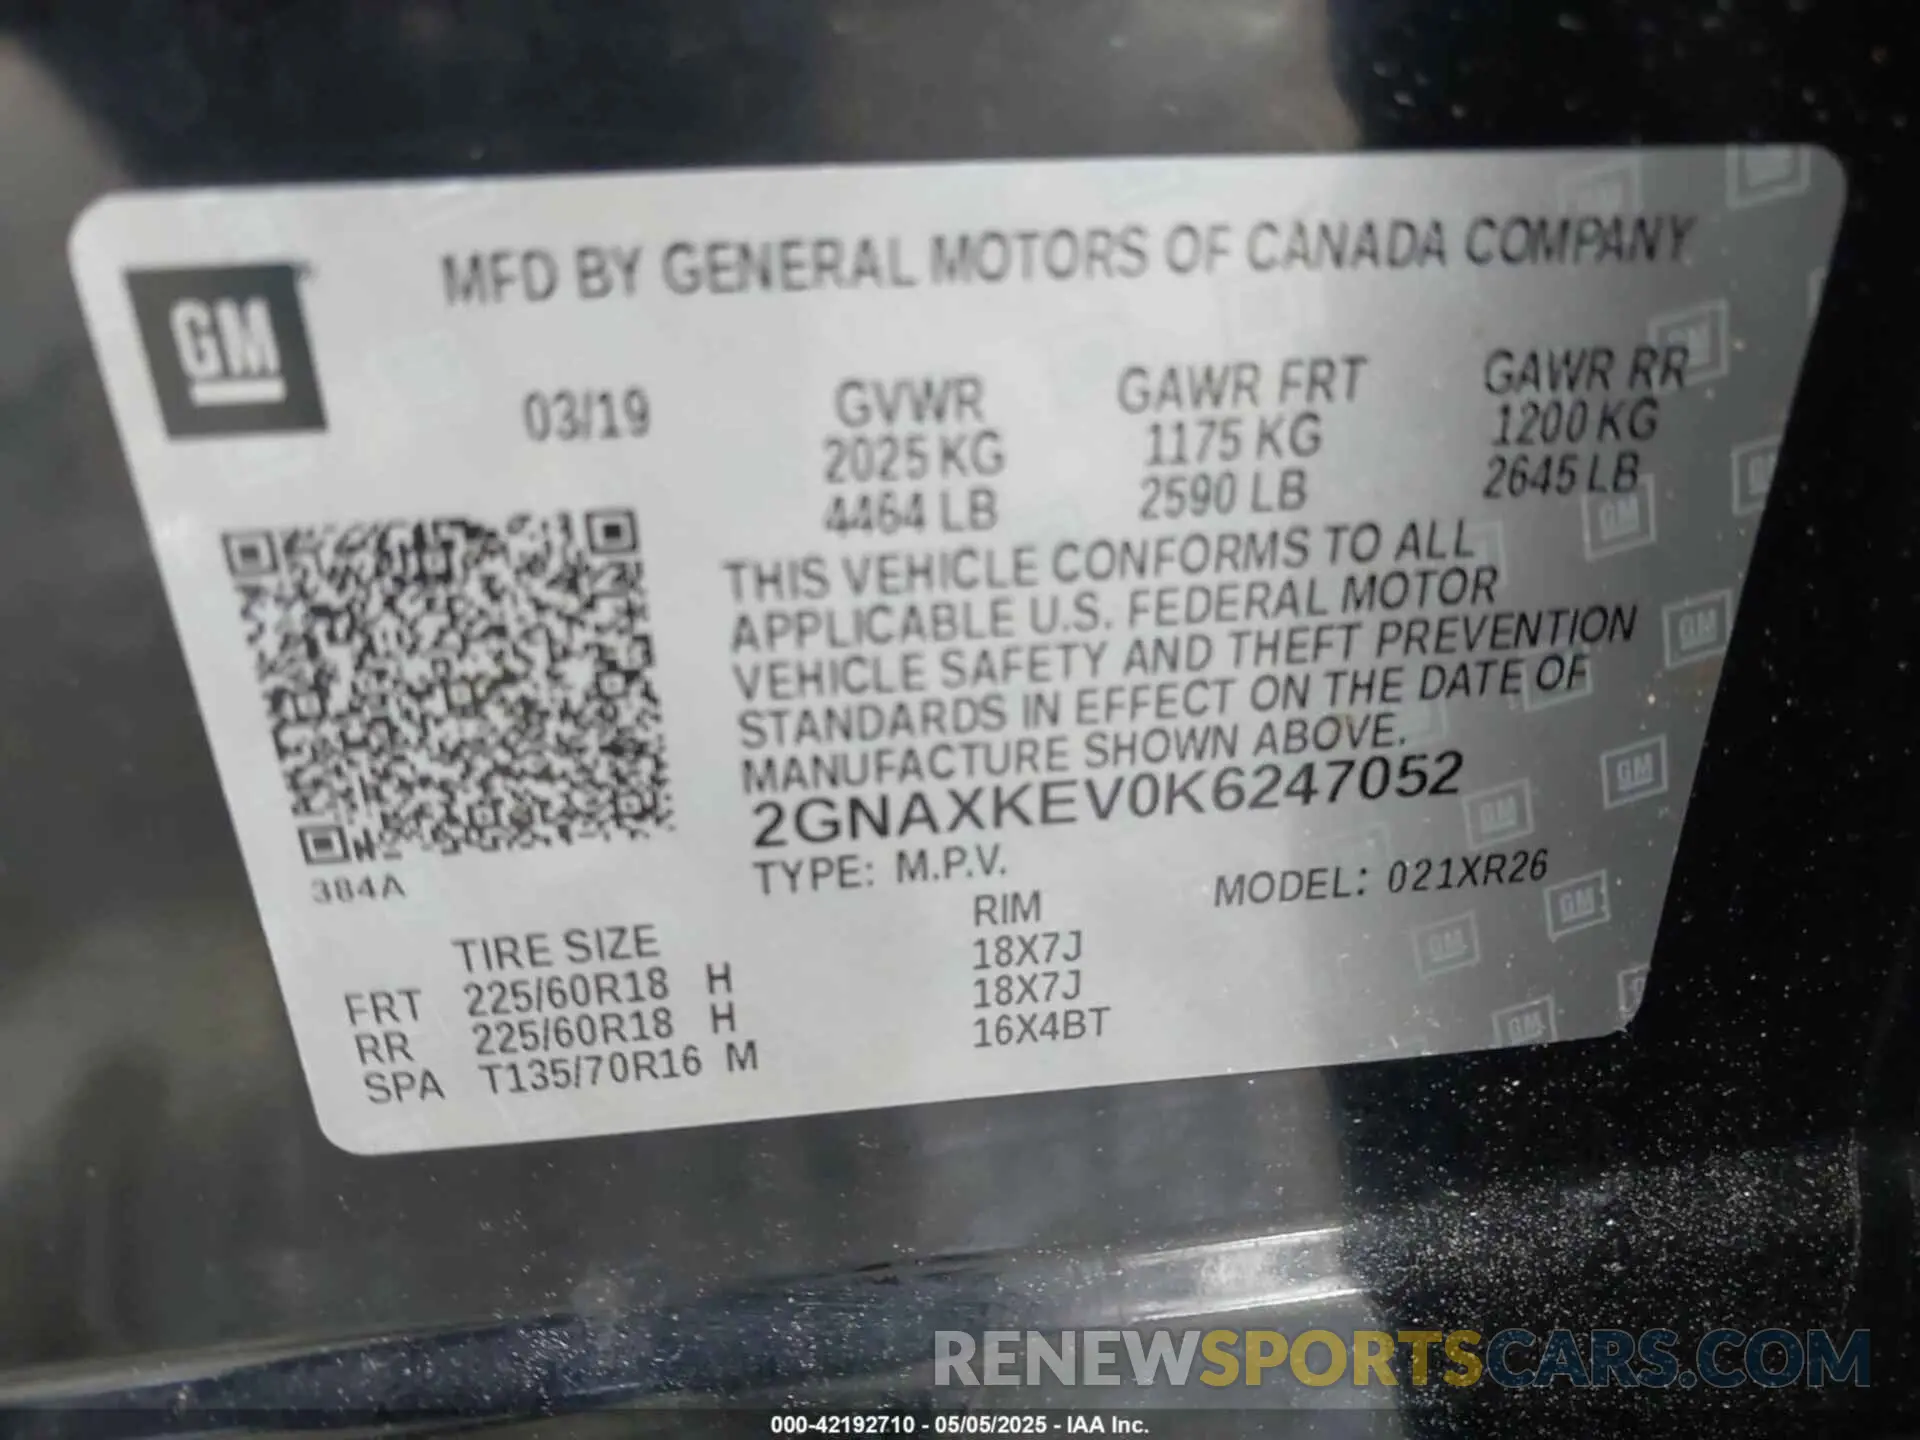 MFD BY GENERAL MOTORS OF CANADA COMPANY
GM
03/19
GVWR
2025 KG
4464 LB
GAWR FRT
1175 KG
2590 LB
GAWR RR
1200 KG
2645 LB
THIS VEHICLE CONFORMS TO ALL
APPLICABLE U.S. FEDERAL MOTOR
VEHICLE SAFETY AND THEFT PREVENTION
STANDARDS IN EFFECT ON THE DATE OF
MANUFACTURE SHOWN ABOVE.
2GNAXKEV0K6247052
TYPE: M.P.V.
MODEL: 021XR26
384A
TIRE SIZE RIM
FRT 225/60R18 H 18X7J
RR 225/60R18 H 18X7J
SPA T135/70R16 M 16X4BT
RENEWSPORTSCARS.COM
000-42192710 - 05/05/2025 - IAA Inc.